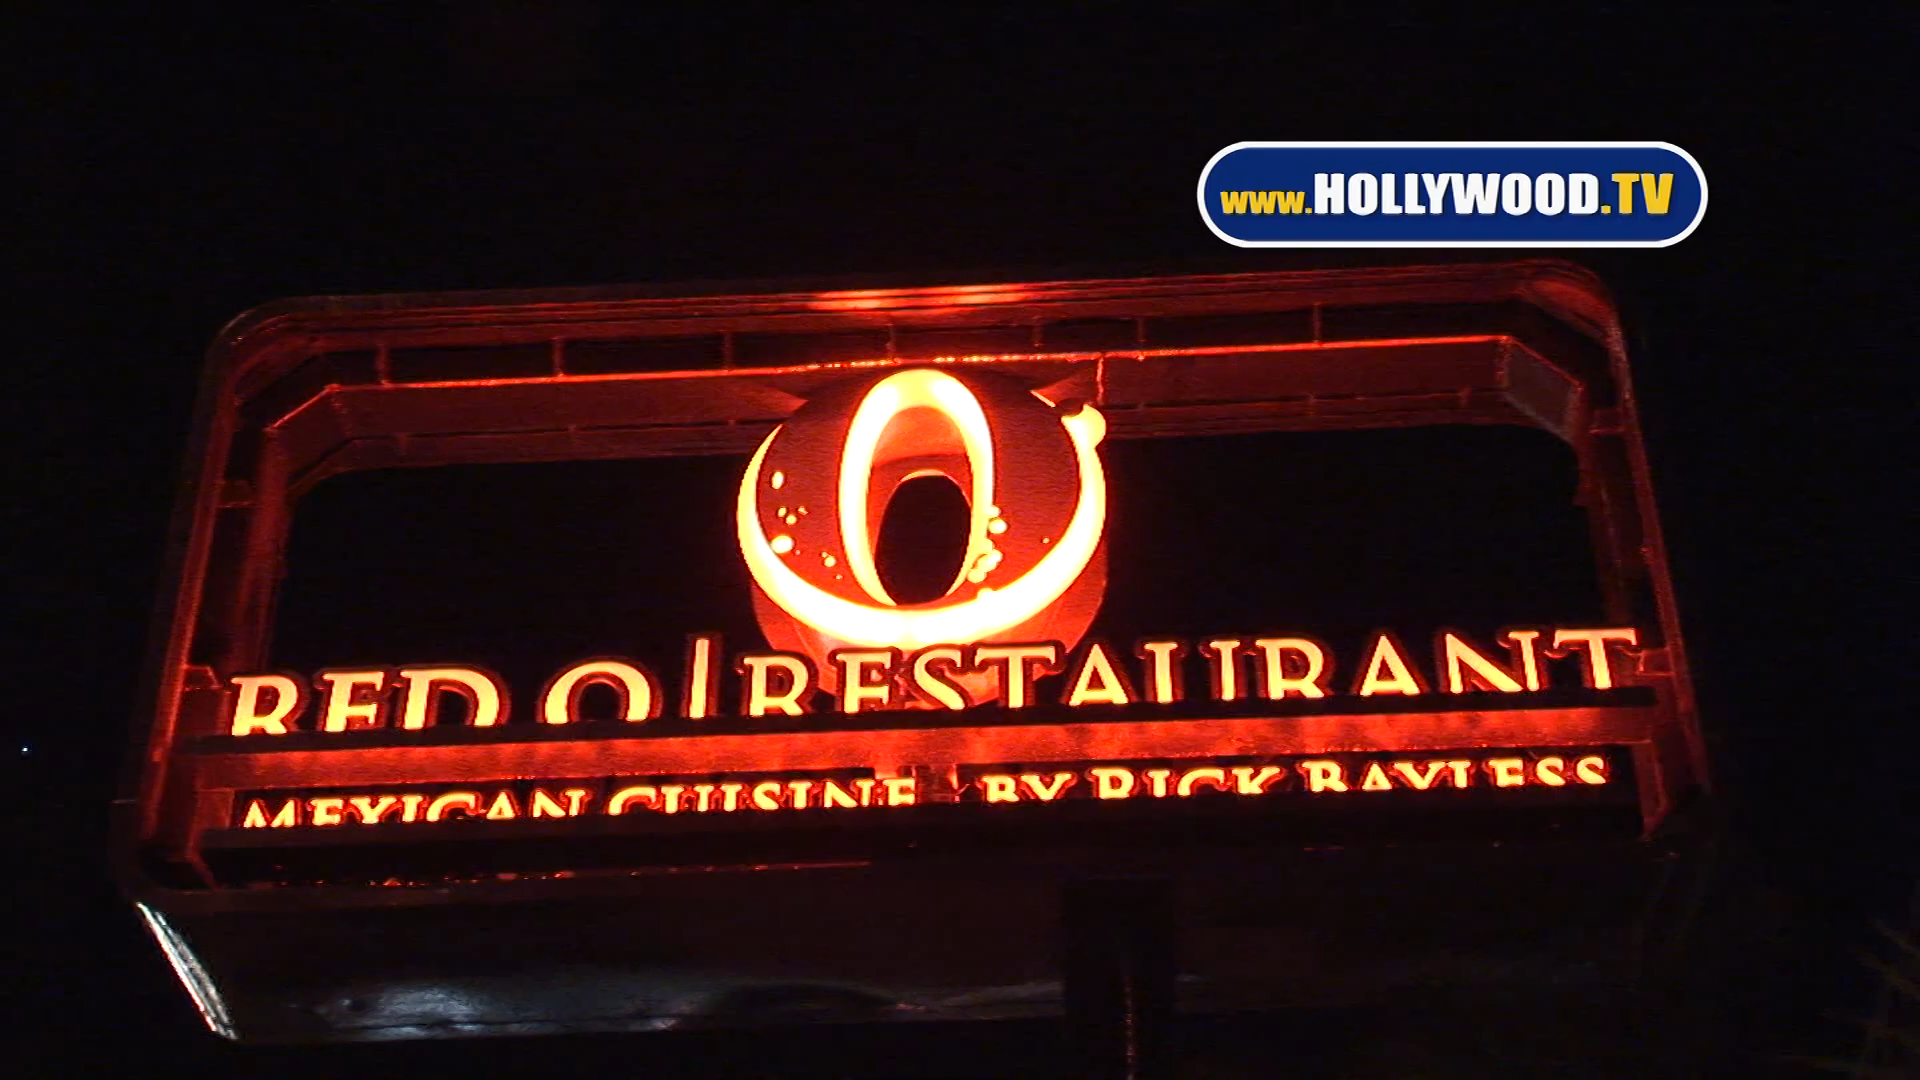 www.HOLLYWOOD.TV
O
RED O | RESTAURANT
MEXICAN CUISINE BY RICK BAYLESS